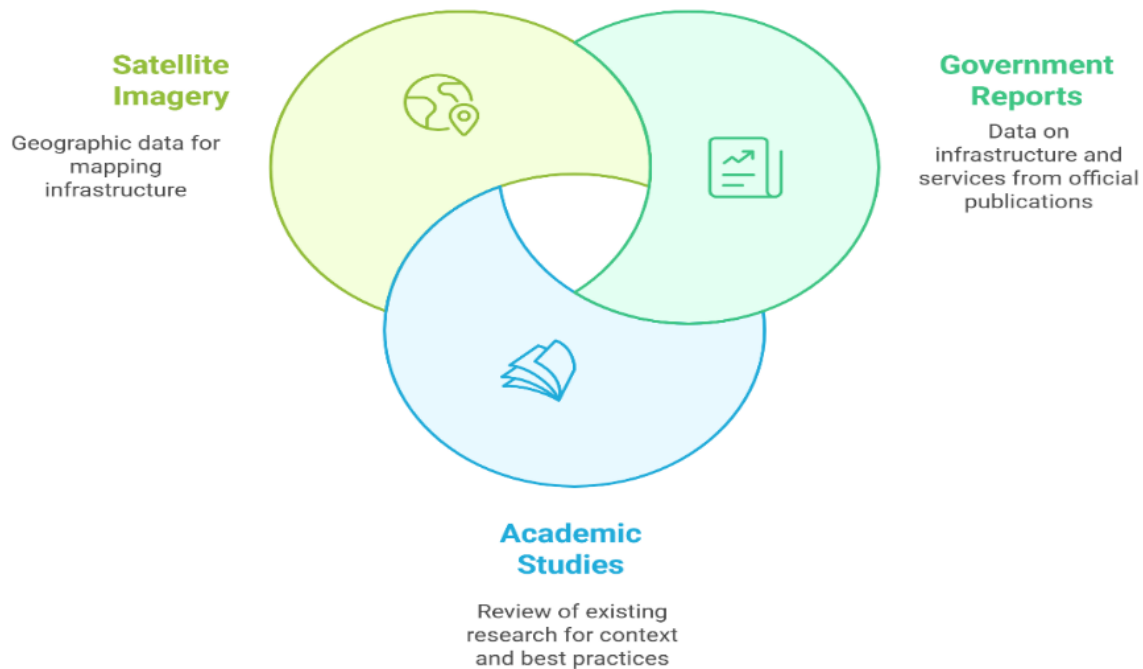 Satellite
Imagery
Geographic data for
mapping
infrastructure
Government
Reports
Data on
infrastructure and
services from official
publications
Academic
Studies
Review of existing
research for context
and best practices